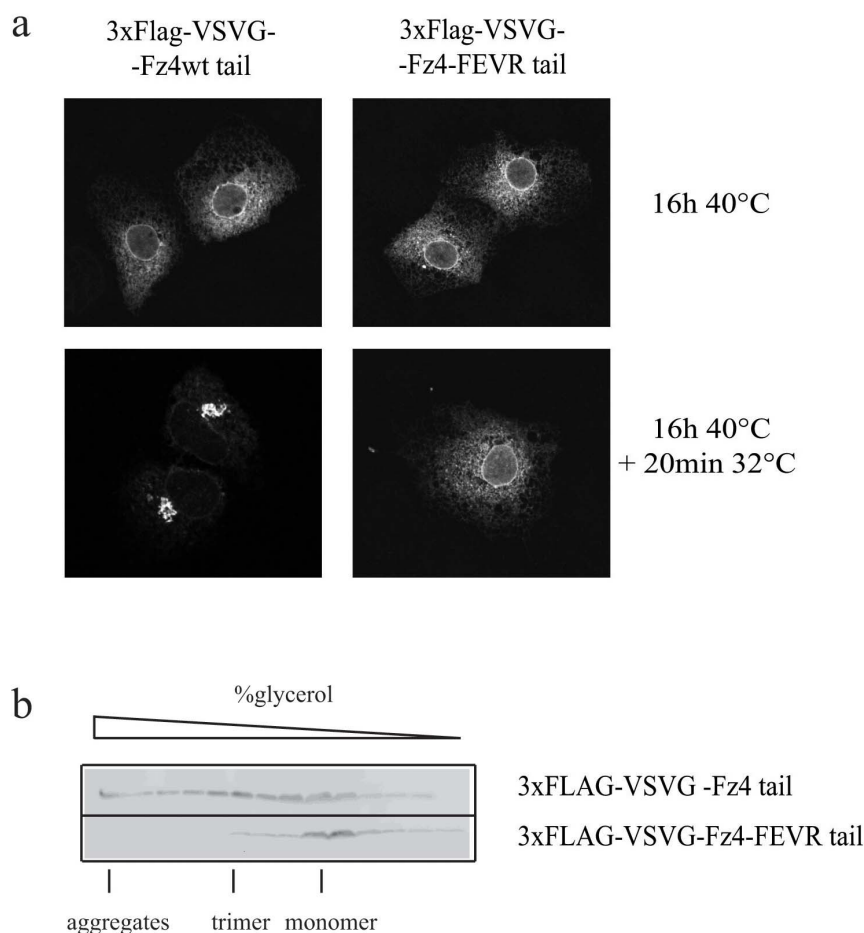 a
3xFlag-VSVG-
-Fz4wt tail
3xFlag-VSVG-
-Fz4-FEVR tail
16h 40°C
16h 40°C
+ 20min 32°C
b
%glycerol
3xFLAG-VSVG -Fz4 tail
3xFLAG-VSVG-Fz4-FEVR tail
aggregates trimer monomer